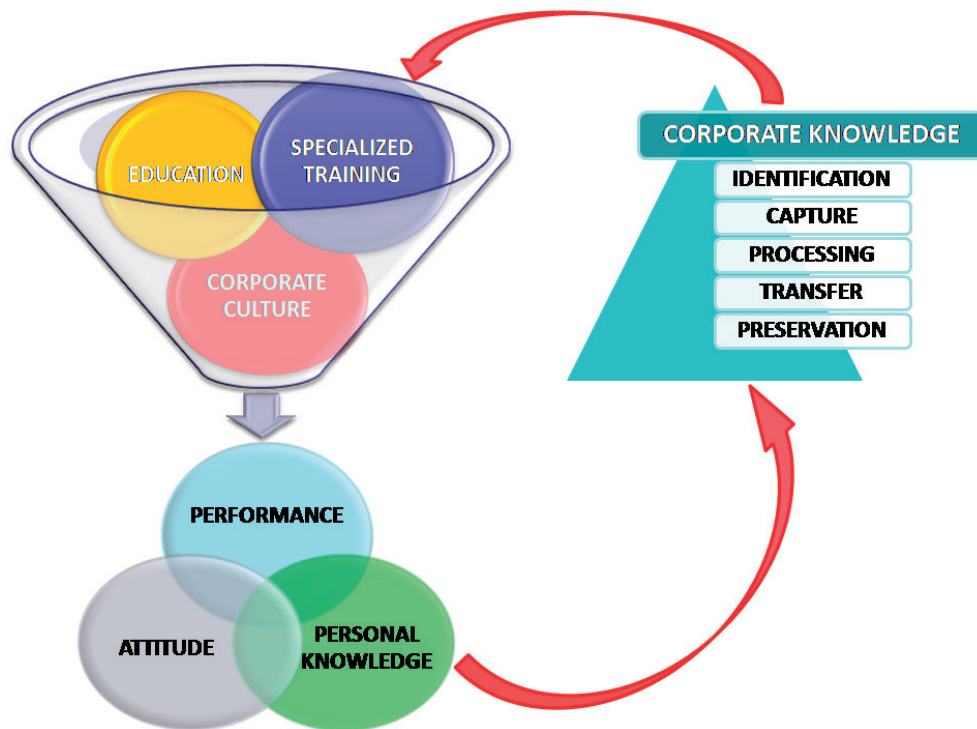 EDUCATION
SPECIALIZED
TRAINING
CORPORATE
CULTURE
PERFORMANCE
ATTITUDE
PERSONAL
KNOWLEDGE
CORPORATE KNOWLEDGE
IDENTIFICATION
CAPTURE
PROCESSING
TRANSFER
PRESERVATION